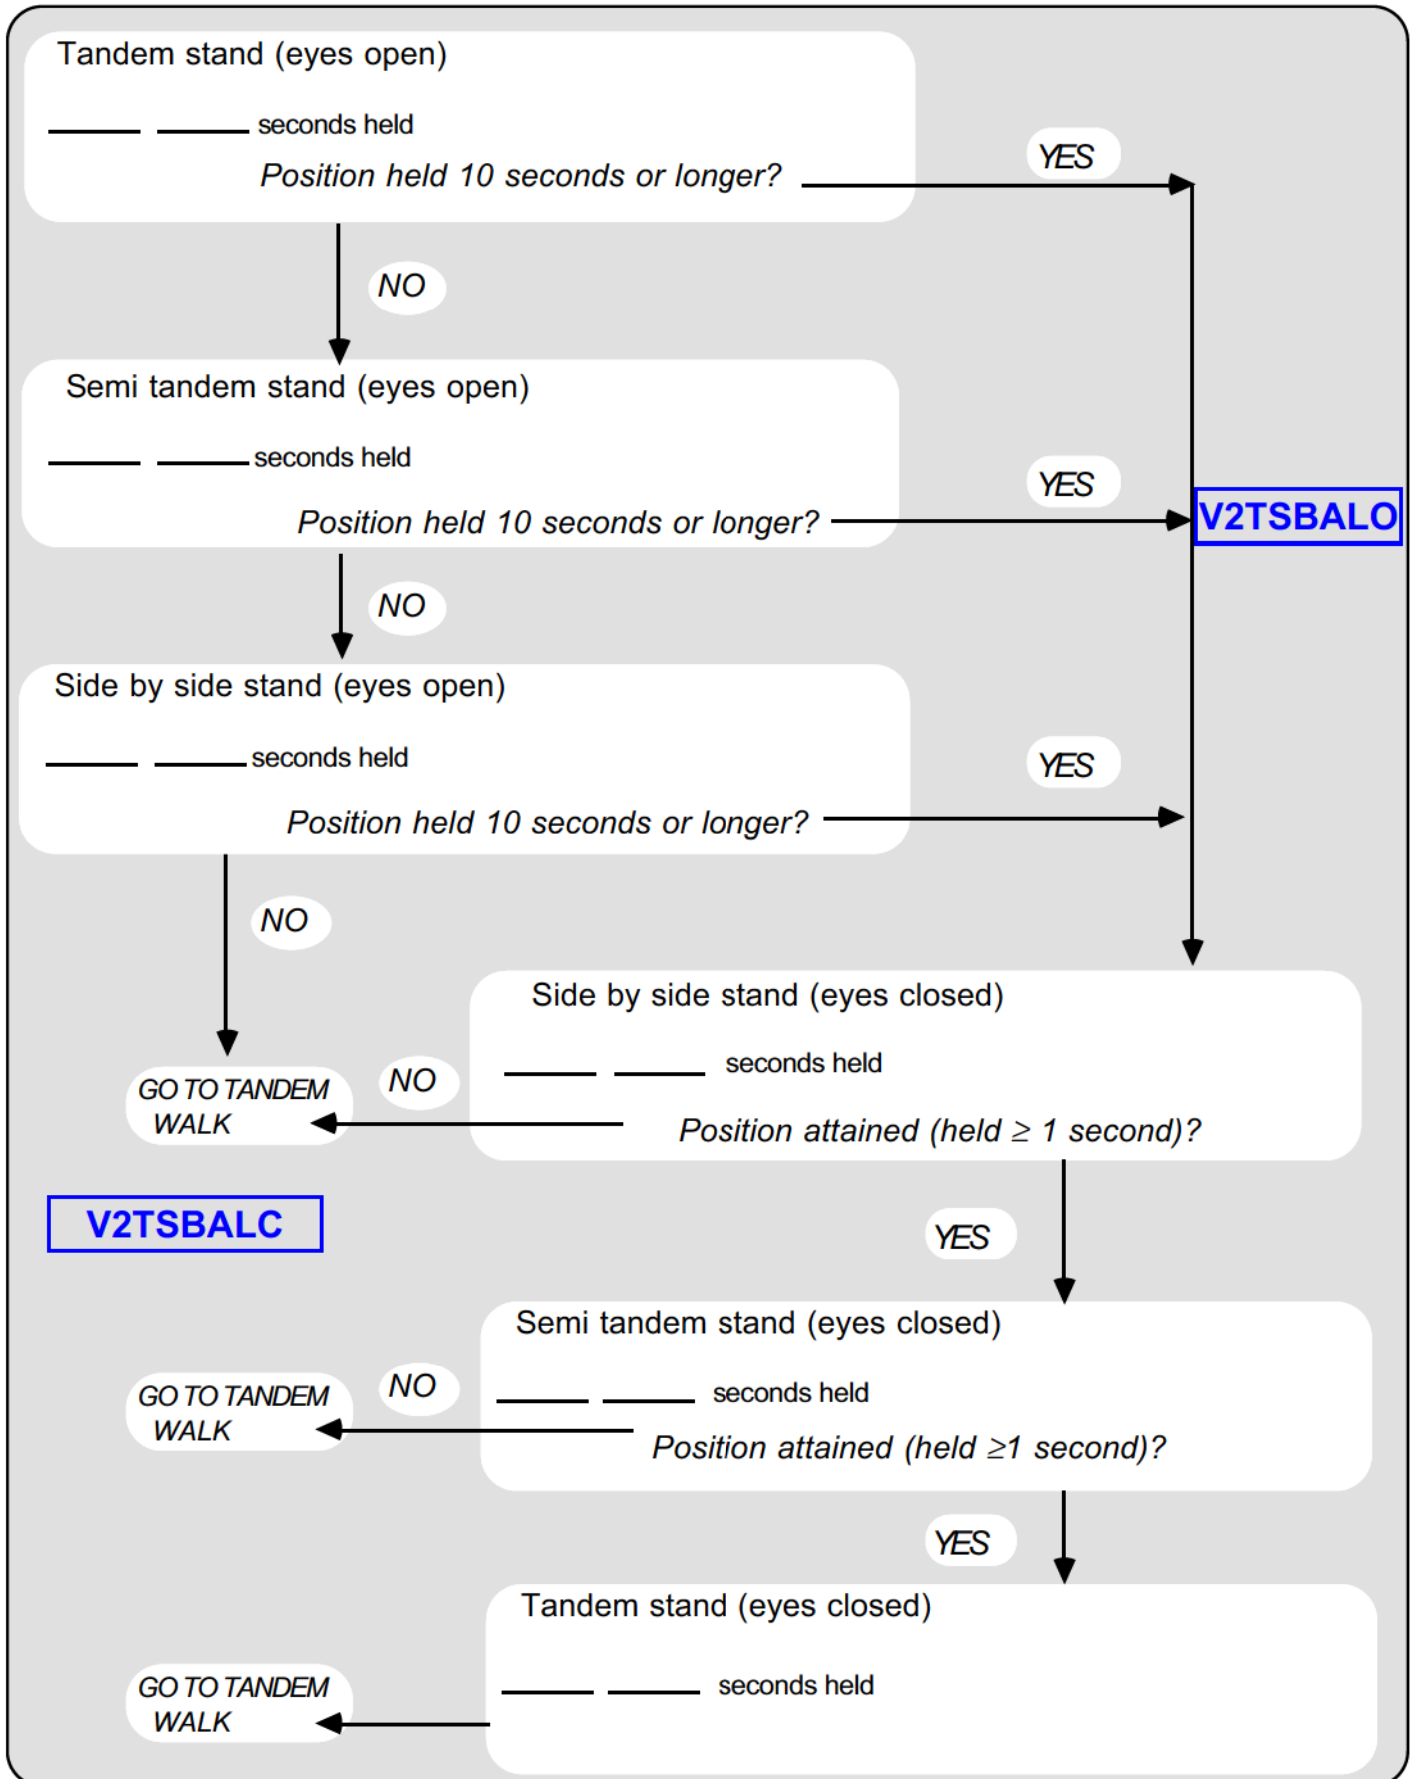 Tandem stand (eyes open)
seconds held
Position held 10 seconds or longer?
YES
NO
Semi tandem stand (eyes open)
seconds held
Position held 10 seconds or longer?
YES
V2TSBALO
NO
Side by side stand (eyes open)
seconds held
Position held 10 seconds or longer?
YES
NO
Side by side stand (eyes closed)
seconds held
Position attained (held ≥ 1 second)?
NO
GO TO TANDEM
WALK
V2TSBALC
YES
Semi tandem stand (eyes closed)
seconds held
Position attained (held ≥1 second)?
NO
GO TO TANDEM
WALK
YES
Tandem stand (eyes closed)
seconds held
GO TO TANDEM
WALK